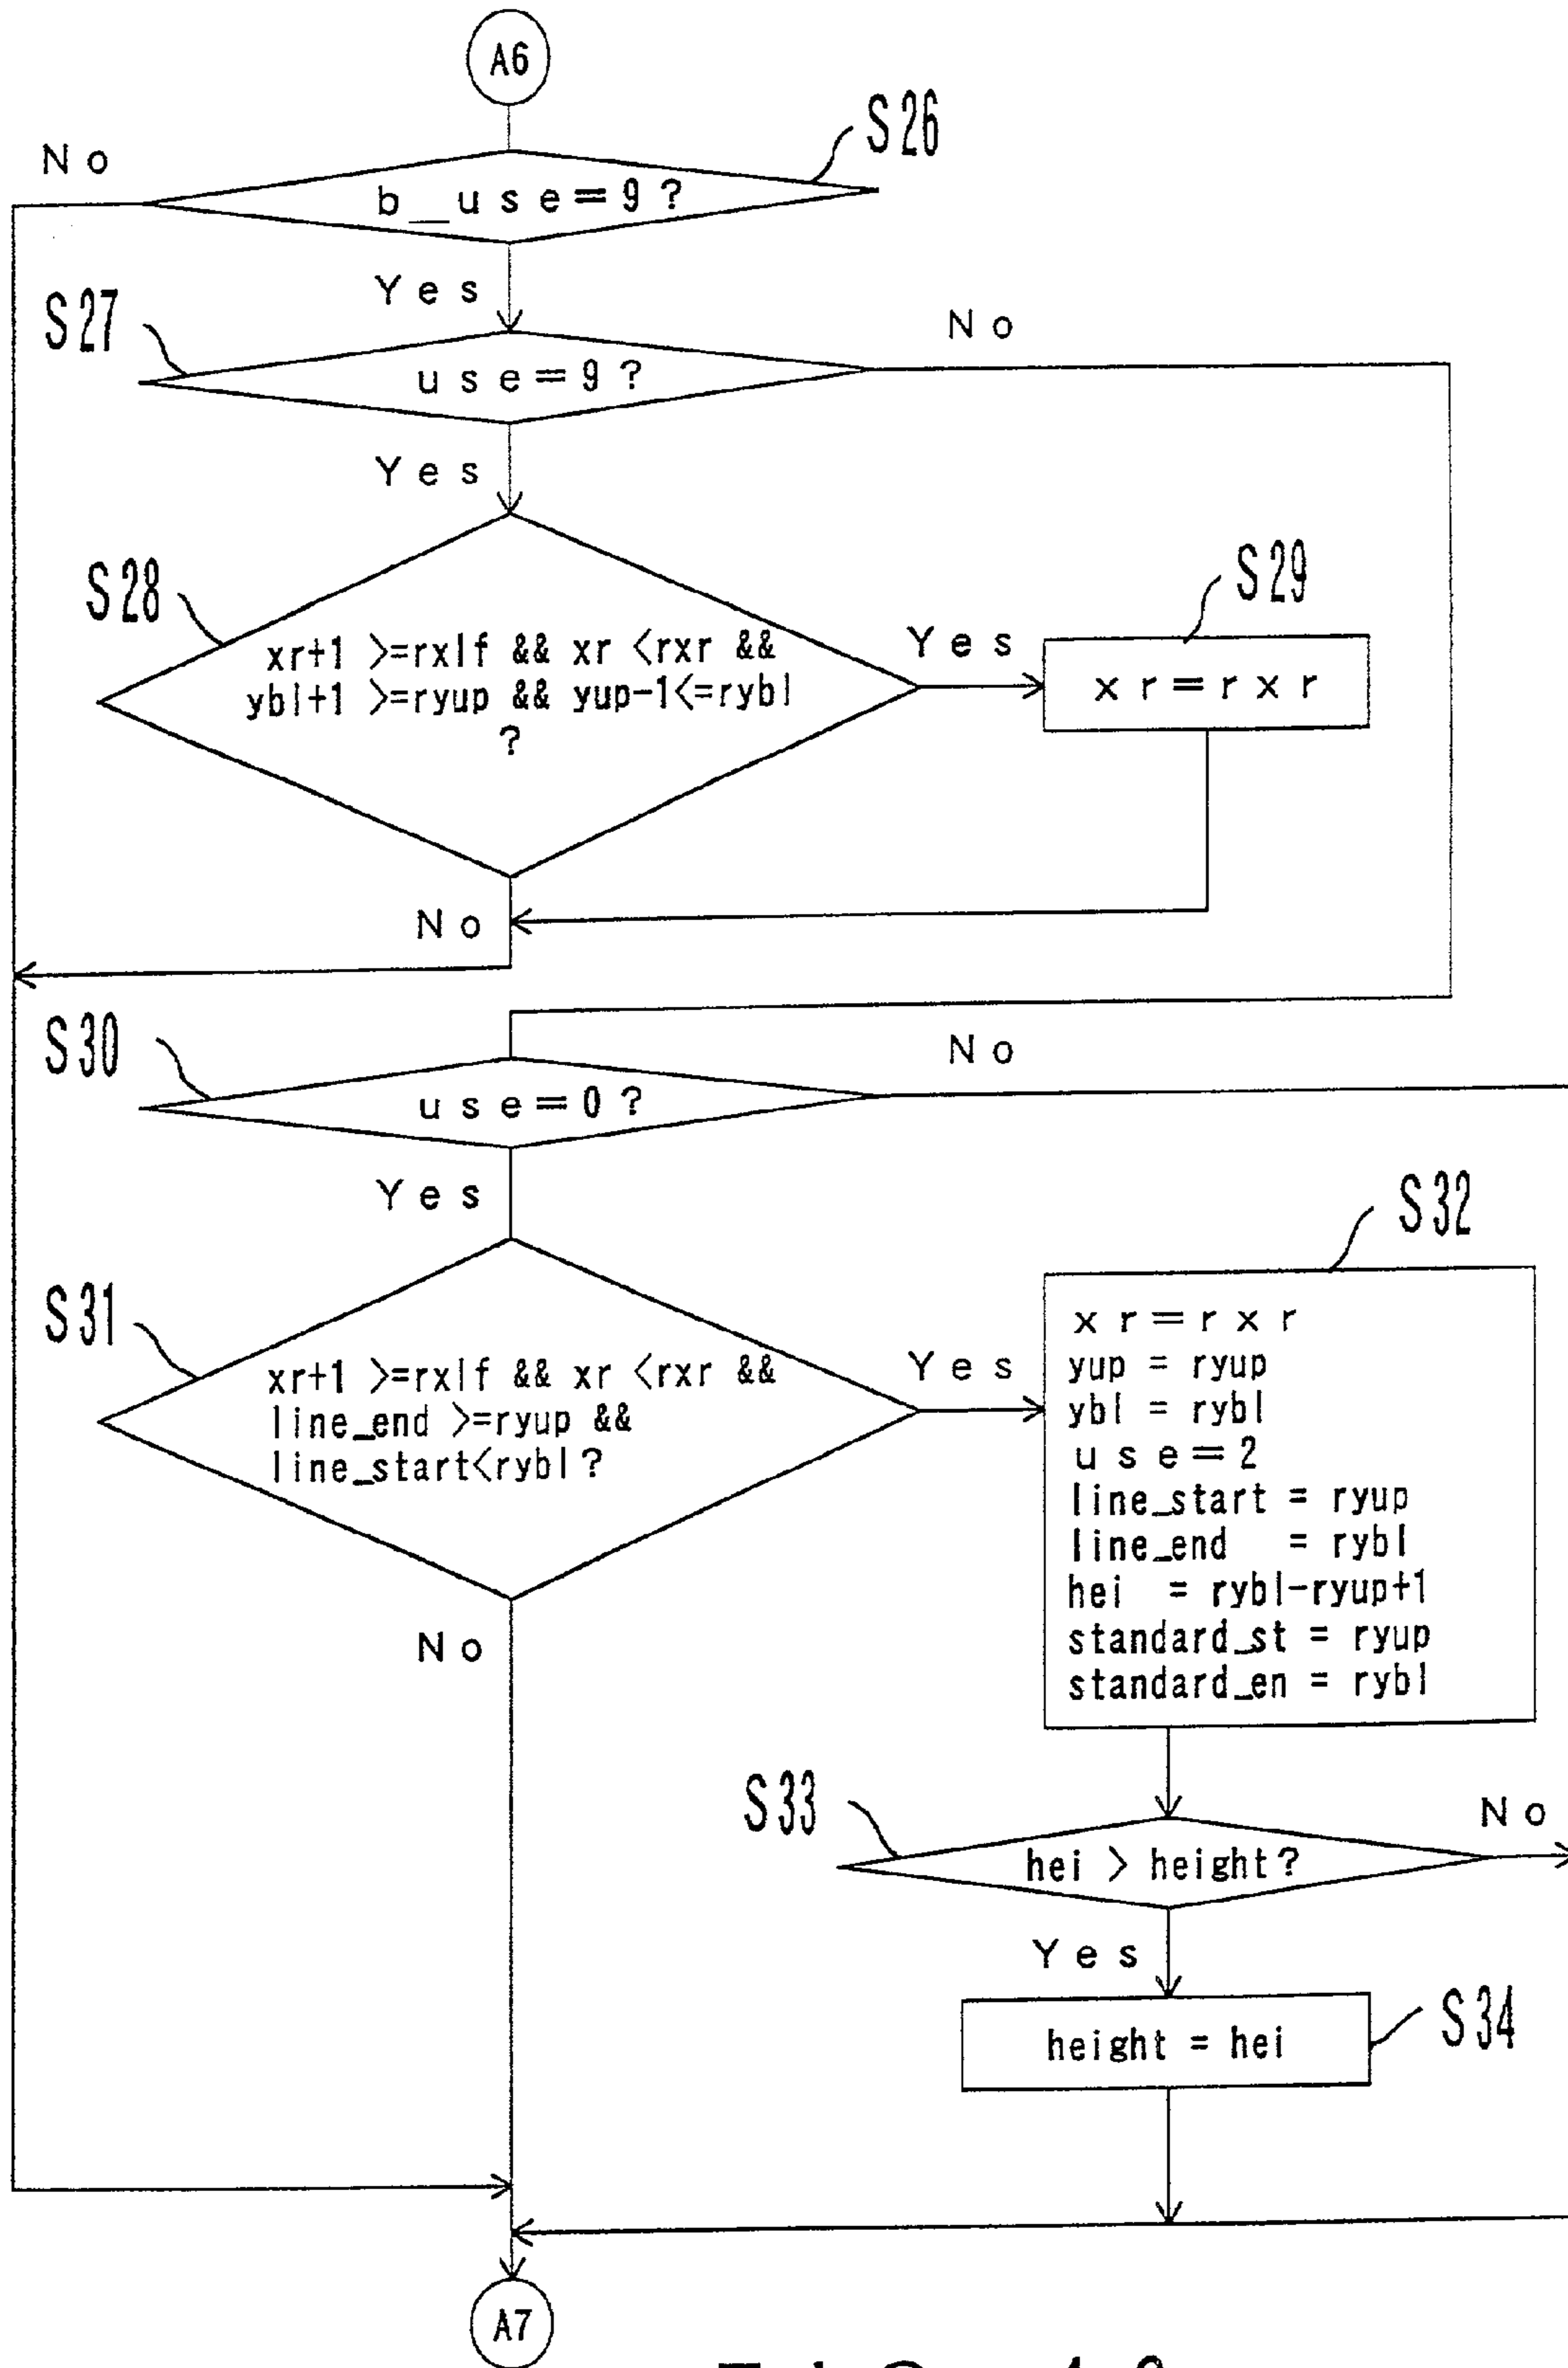 A6
S26
No
b_use=9?
Yes
S27
No
use=9?
Yes
S28
S29
xr+1 >=rxlf && xr <rxr &&
ybl+1 >=ryup && yup-1<=rybl
?
Yes
xr=rxr
No
S30
No
use=0?
Yes
S32
S31
xr+1 >=rxlf && xr <rxr &&
line_end >=ryup &&
line_start<rybl?
Yes
xr=rxr
yup = ryup
ybl = rybl
use=2
line_start = ryup
line_end = rybl
hei = rybl-ryup+1
standard_st = ryup
standard_en = rybl
No
S33
No
hei > height?
Yes
S34
height = hei
A7